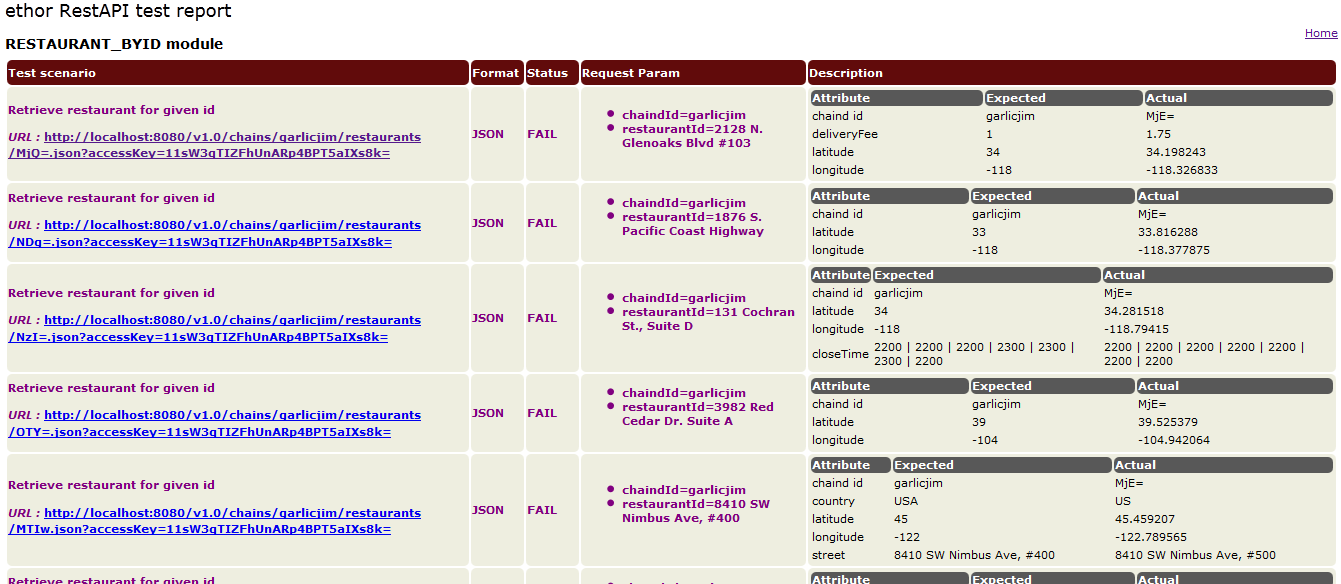 ethor RestAPI test report
Home
RESTAURANT_BYID module
Test scenario Format Status Request Param Description
Retrieve restaurant for given id
URL : http://localhost:8080/v1.0/chains/garlicjim/restaurants
/MjQ=.json?accessKey=11sW3gTIZFhUnARp4BPT5aIXs8k=
JSON
FAIL
chaindId=garlicjim
restaurantId=2128 N.
Glenoaks Blvd #103
Attribute Expected Actual
chaind id garlicjim MjE=
deliveryFee 1 1.75
latitude 34 34.198243
longitude -118 -118.326833
Retrieve restaurant for given id
URL : http://localhost:8080/v1.0/chains/garlicjim/restaurants
/NDg=.json?accessKey=11sW3gTIZFhUnARp4BPT5aIXs8k=
JSON
FAIL
chaindId=garlicjim
restaurantId=1876 S.
Pacific Coast Highway
Attribute Expected Actual
chaind id garlicjim MjE=
latitude 33 33.816288
longitude -118 -118.377875
Retrieve restaurant for given id
URL : http://localhost:8080/v1.0/chains/garlicjim/restaurants
/NzI=.json?accessKey=11sW3gTIZFhUnARp4BPT5aIXs8k=
JSON
FAIL
chaindId=garlicjim
restaurantId=131 Cochran
St., Suite D
Attribute Expected Actual
chaind id garlicjim MjE=
latitude 34 34.281518
longitude -118 -118.79415
closeTime 2200 | 2200 | 2200 | 2300 | 2300 | 2200 | 2200 | 2200 | 2200 | 2200 |
2300 | 2200 2200 | 2200
Retrieve restaurant for given id
URL : http://localhost:8080/v1.0/chains/garlicjim/restaurants
/OTY=.json?accessKey=11sW3gTIZFhUnARp4BPT5aIXs8k=
JSON
FAIL
chaindId=garlicjim
restaurantId=3982 Red
Cedar Dr. Suite A
Attribute Expected Actual
chaind id garlicjim MjE=
latitude 39 39.525379
longitude -104 -104.942064
Retrieve restaurant for given id
URL : http://localhost:8080/v1.0/chains/garlicjim/restaurants
/MTIw.json?accessKey=11sW3gTIZFhUnARp4BPT5aIXs8k=
JSON
FAIL
chaindId=garlicjim
restaurantId=8410 SW
Nimbus Ave, #400
Attribute Expected Actual
chaind id garlicjim MjE=
country USA US
latitude 45 45.459207
longitude -122 -122.789565
street 8410 SW Nimbus Ave, #400 8410 SW Nimbus Ave, #500
Retrieve restaurant for given id
Attribute Expected Actual